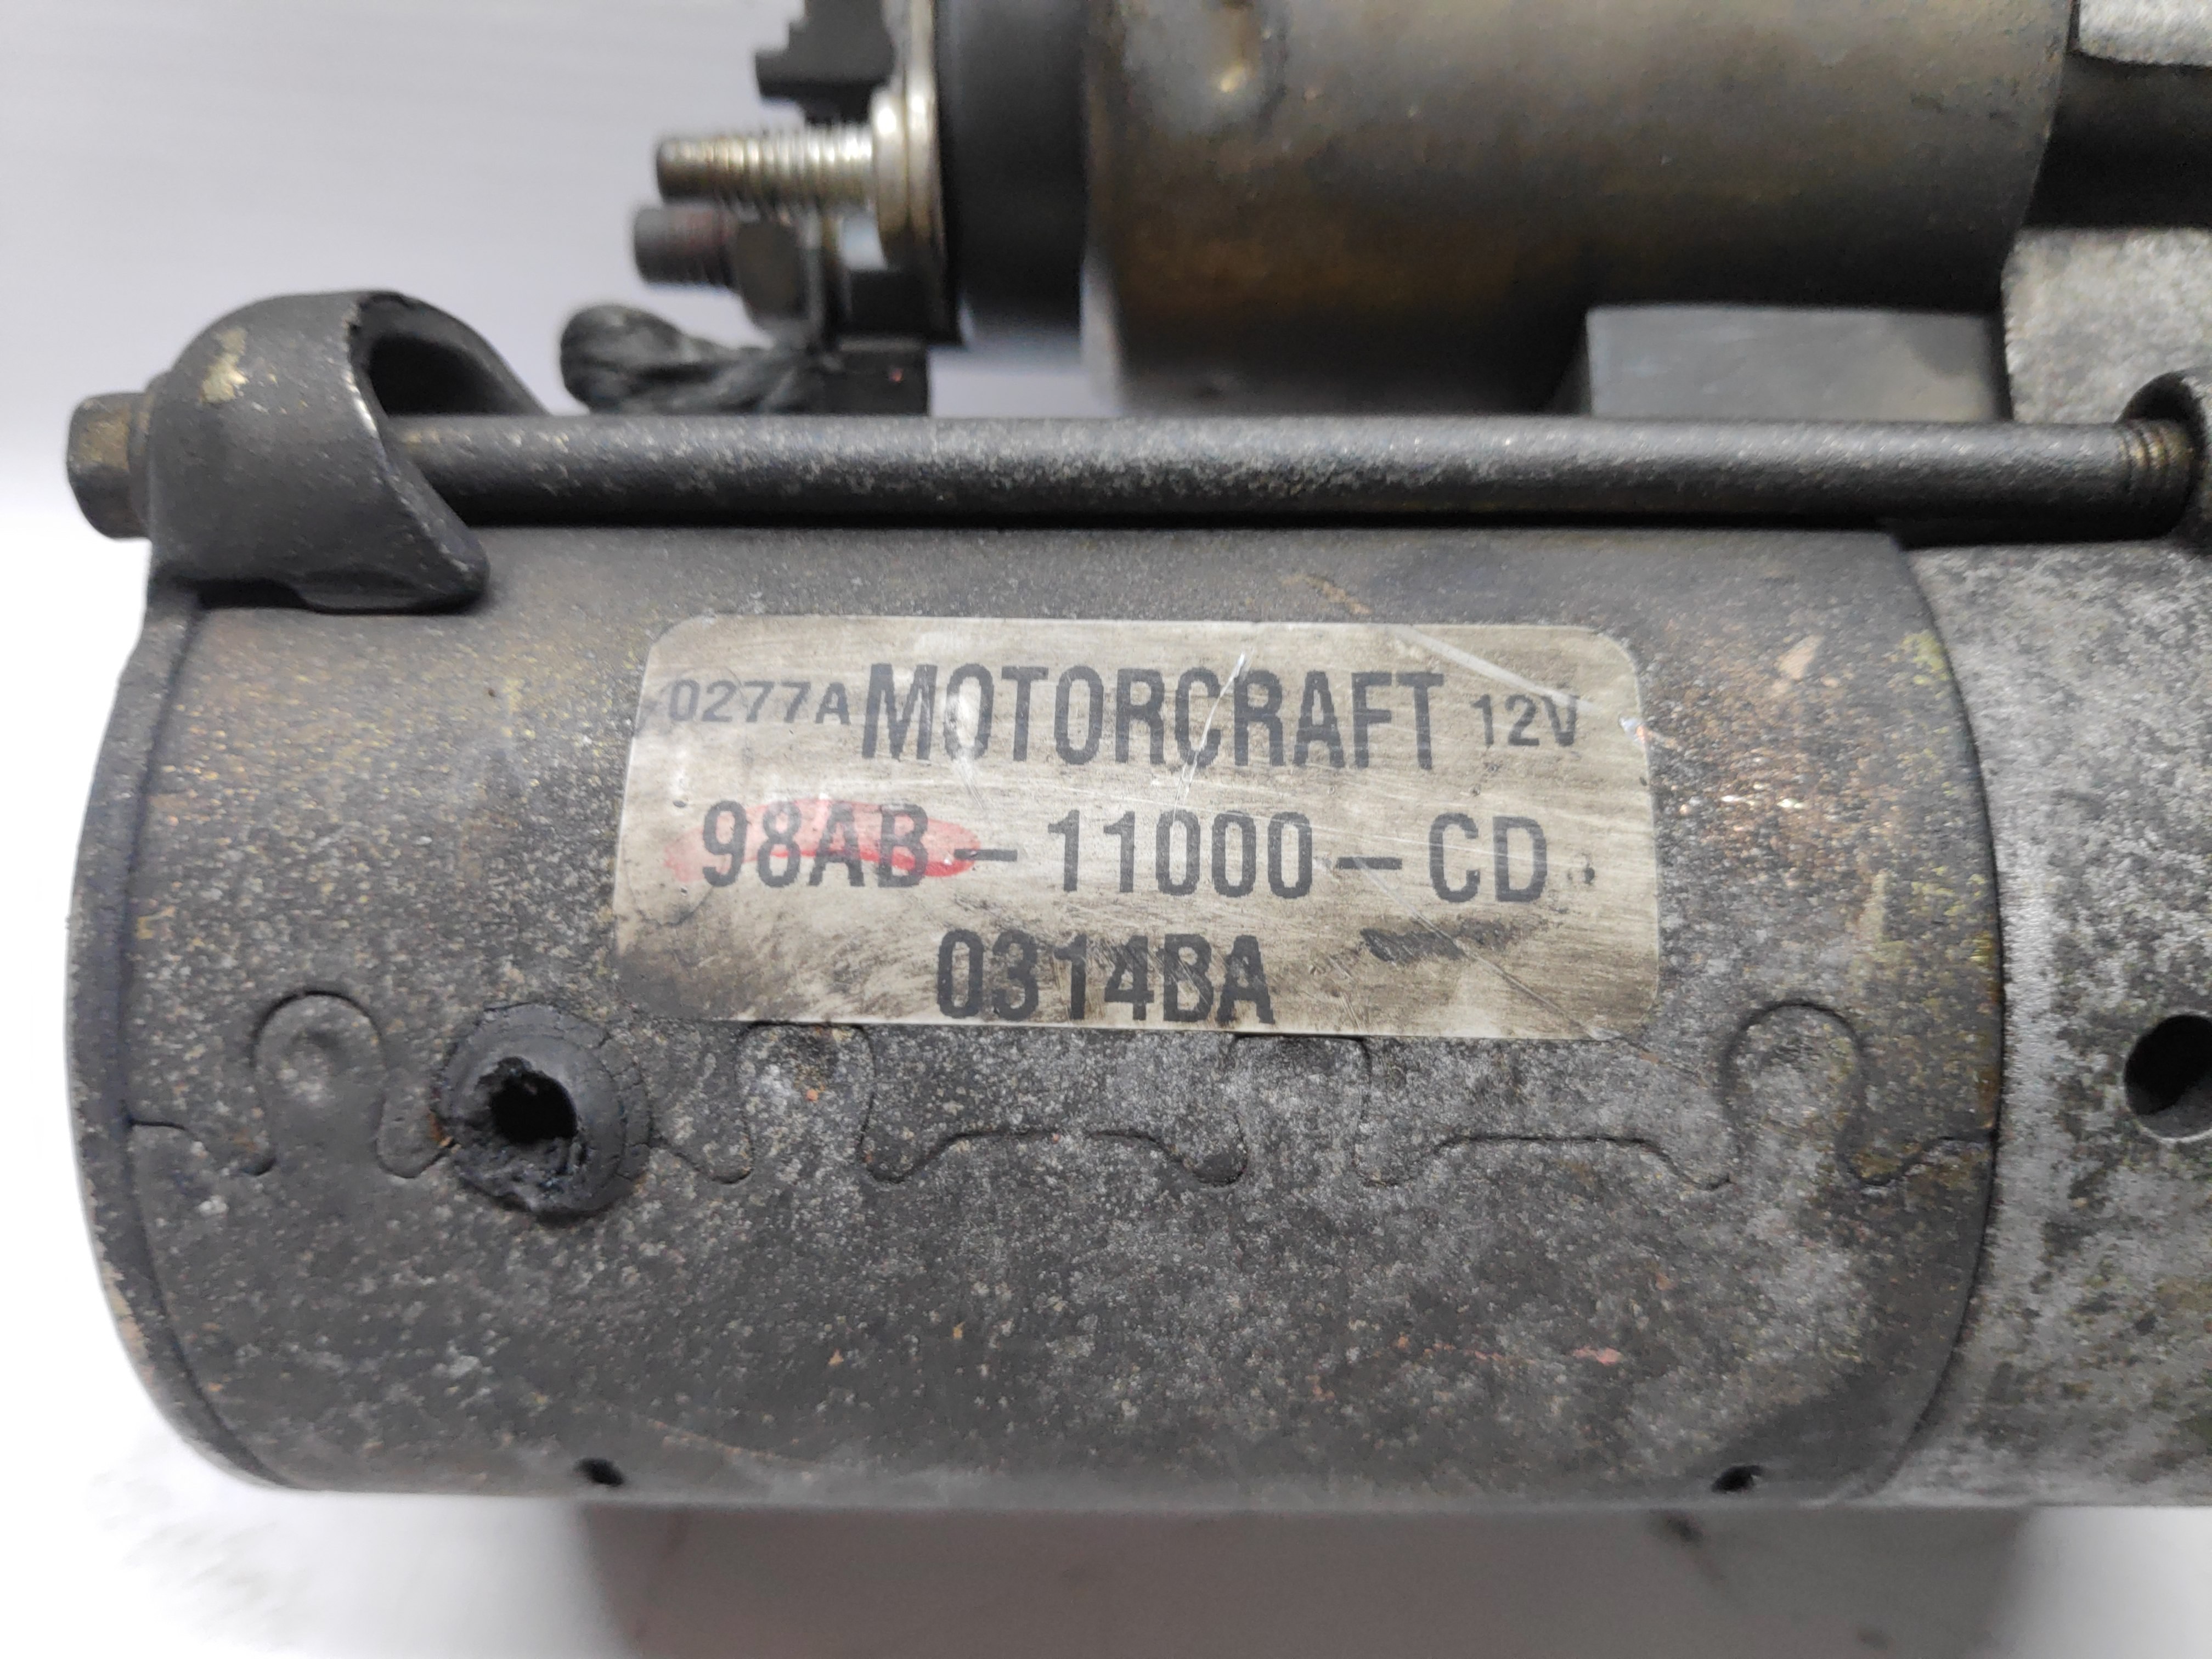 0277A MOTORCRAFT 12V
98AB-11000-CD
0314BA